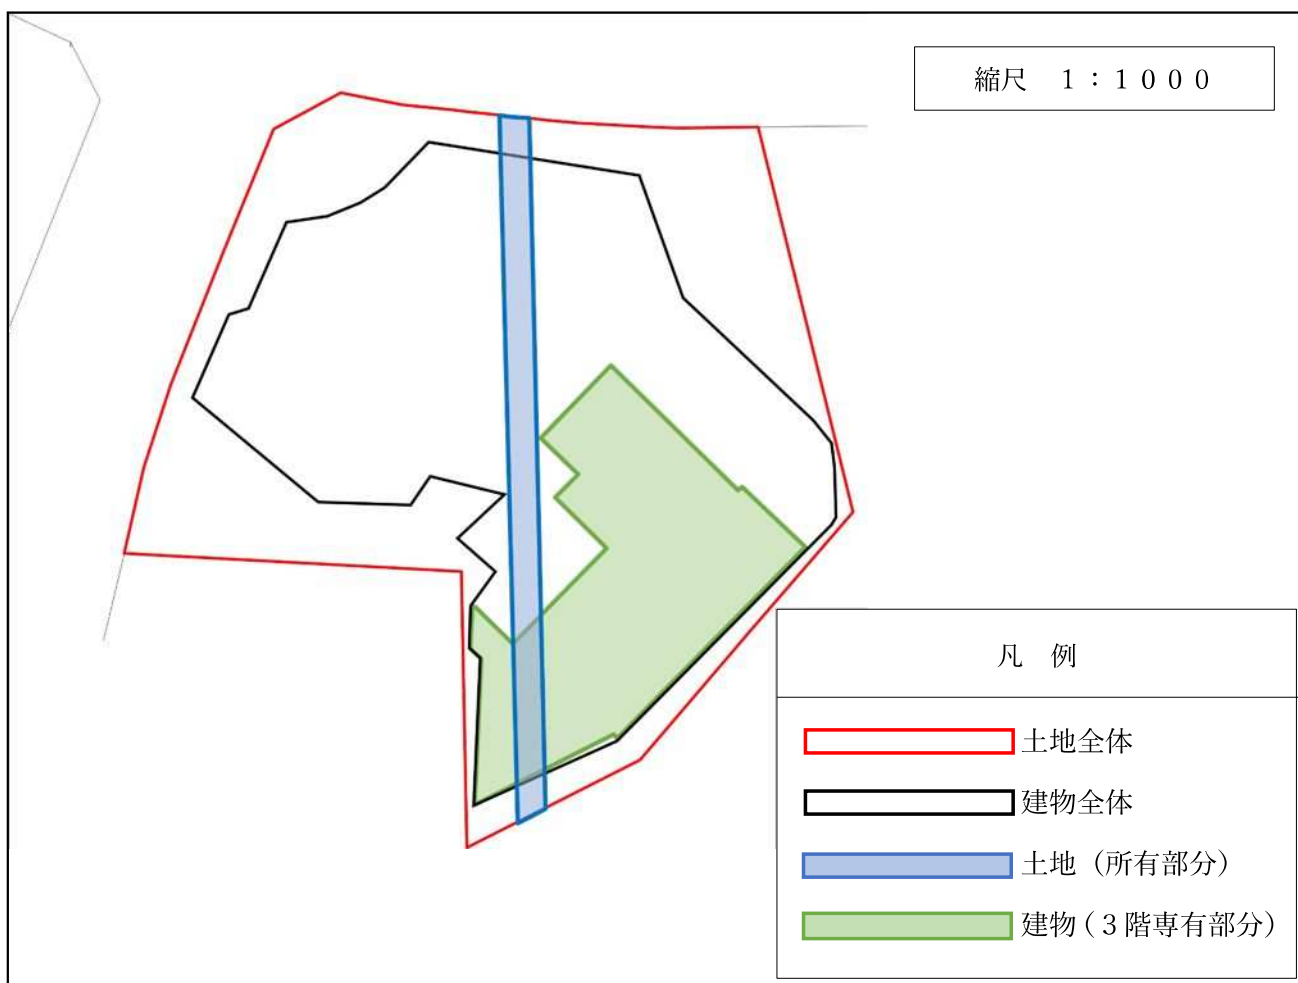 縮尺　１：１０００
凡　例
土地全体
建物全体
土地（所有部分）
建物（３階専有部分）